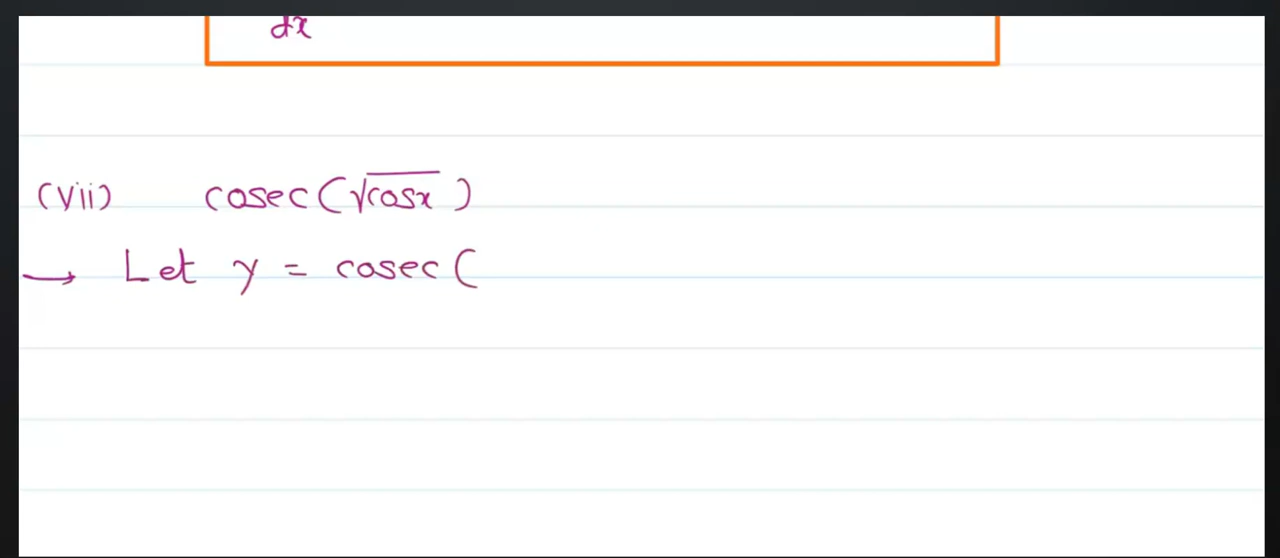 dx
(vii) cosec(√cosx)
→ Let y = cosec(